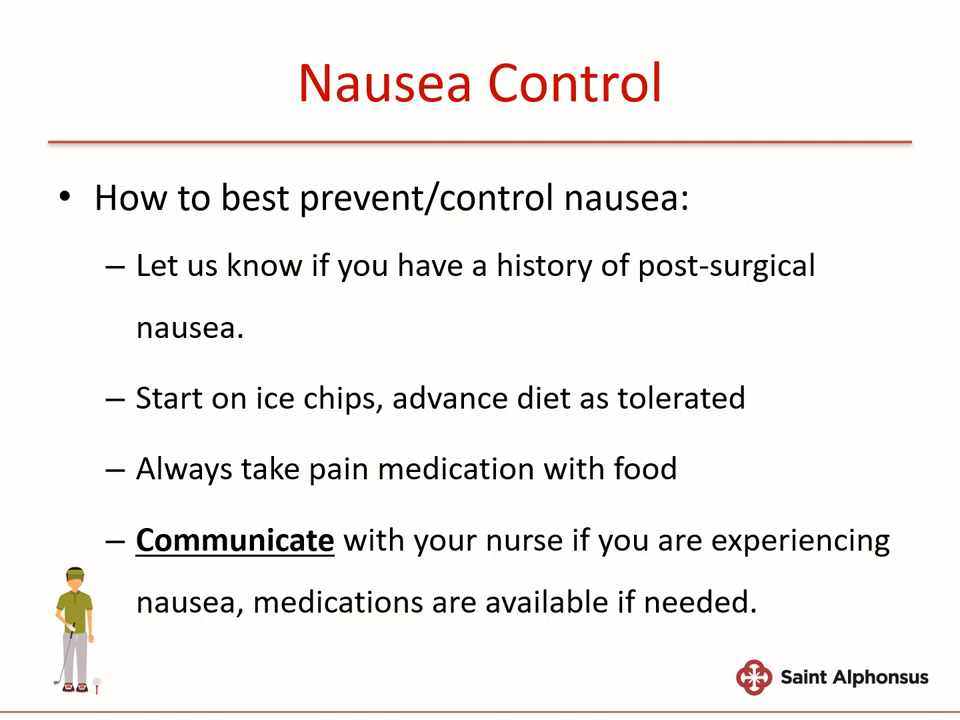 Nausea Control
• How to best prevent/control nausea:
– Let us know if you have a history of post-surgical
nausea.
– Start on ice chips, advance diet as tolerated
– Always take pain medication with food
– Communicate with your nurse if you are experiencing
nausea, medications are available if needed.
Saint Alphonsus